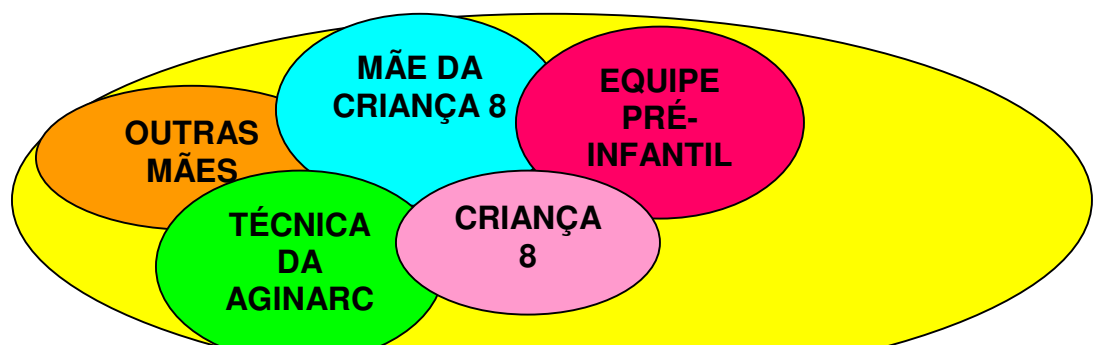 MÃE DA
CRIANÇA 8
EQUIPE
PRÉ-
INFANTIL
OUTRAS
MÃES
TÉCNICA
DA
AGINARC
CRIANÇA
8